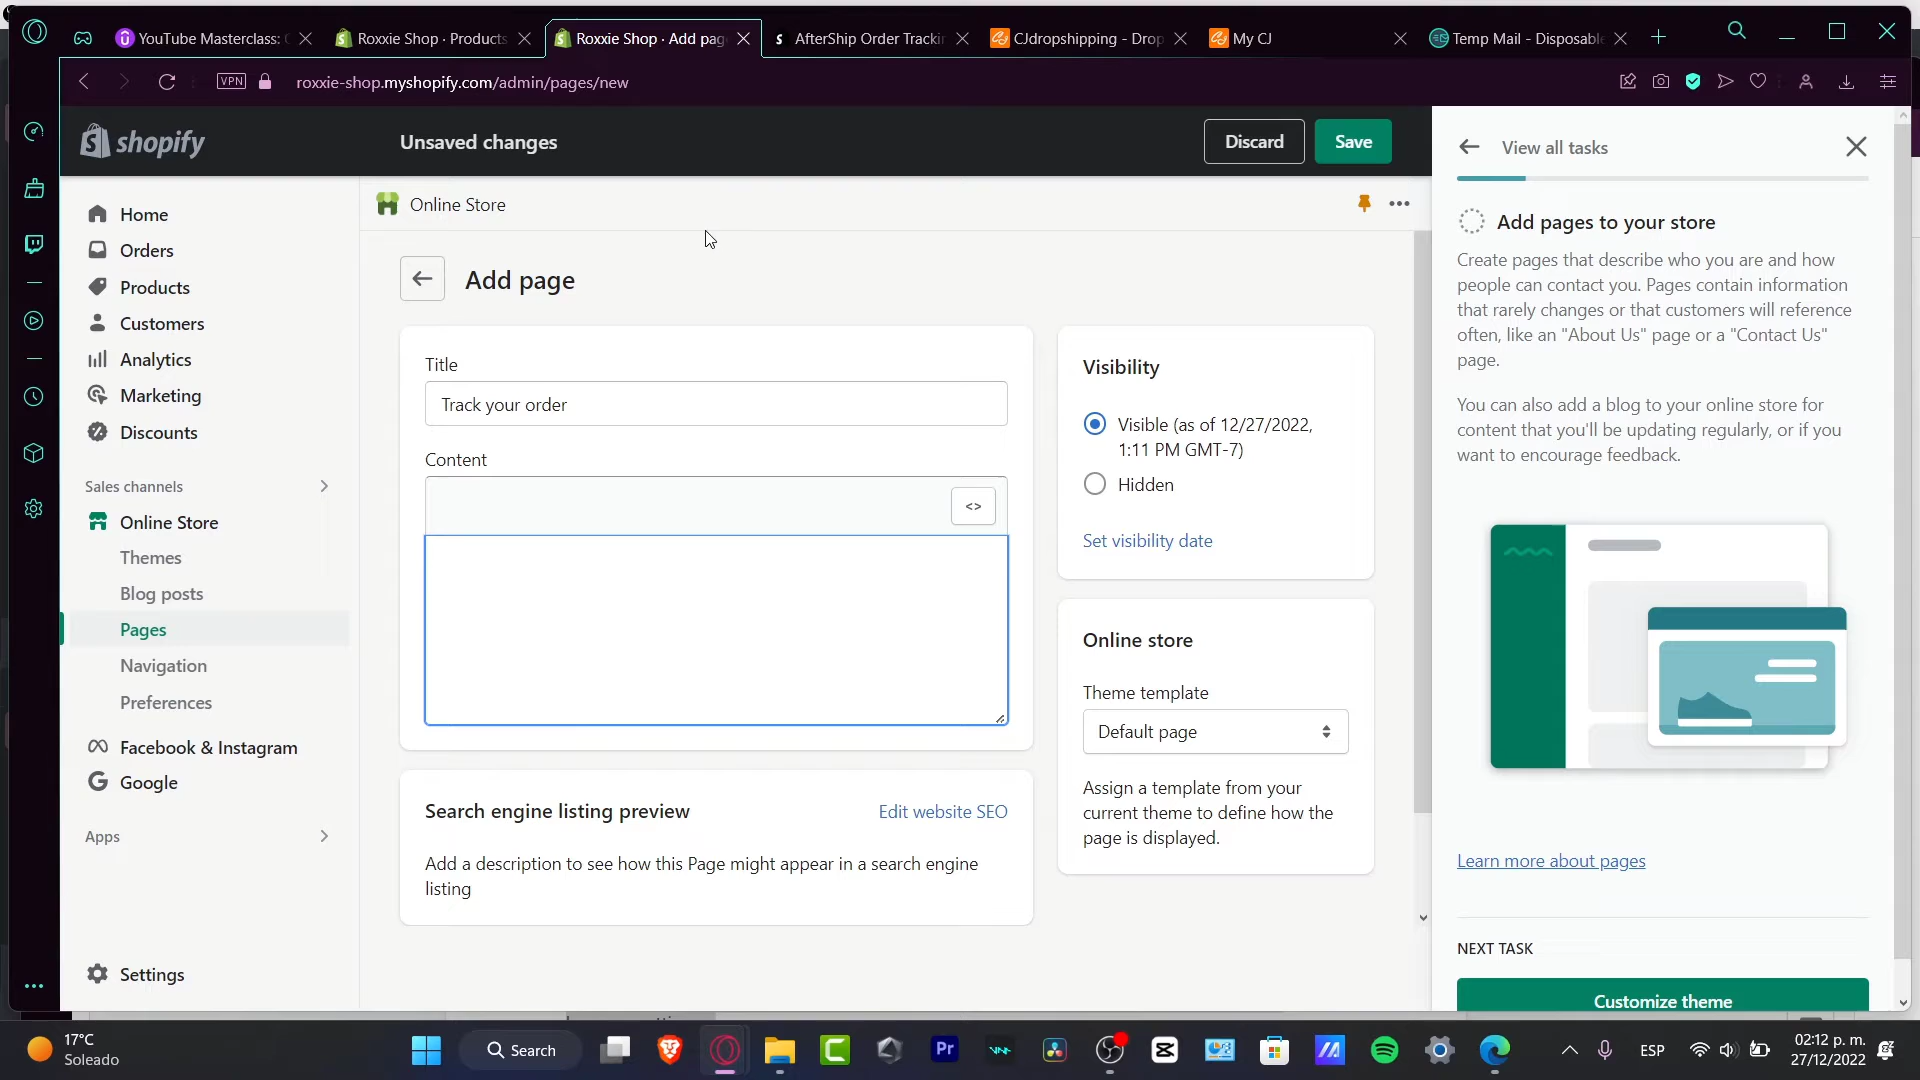 YouTube Masterclass: C
Roxxie Shop · Products
Roxxie Shop · Add pag
AfterShip Order Trackin
CJdropshipping - Drop
My CJ
Temp Mail - Disposable
VPN
roxxie-shop.myshopify.com/admin/pages/new
shopify
Unsaved changes
Discard
Save
View all tasks
Home
Orders
Products
Customers
Analytics
Marketing
Discounts
Sales channels
Online Store
Themes
Blog posts
Pages
Navigation
Preferences
Facebook & Instagram
Google
Apps
Settings
Online Store
Add page
Title
Track your order
Content
<>
Search engine listing preview
Edit website SEO
Add a description to see how this Page might appear in a search engine
listing
Visibility
Visible (as of 12/27/2022,
1:11 PM GMT-7)
Hidden
Set visibility date
Online store
Theme template
Default page
Assign a template from your
current theme to define how the
page is displayed.
Add pages to your store
Create pages that describe who you are and how
people can contact you. Pages contain information
that rarely changes or that customers will reference
often, like an "About Us" page or a "Contact Us"
page.
You can also add a blog to your online store for
content that you'll be updating regularly, or if you
want to encourage feedback.
Learn more about pages
NEXT TASK
Customize theme
17°C
Soleado
Search
Pr
ESP
02:12 p. m.
27/12/2022